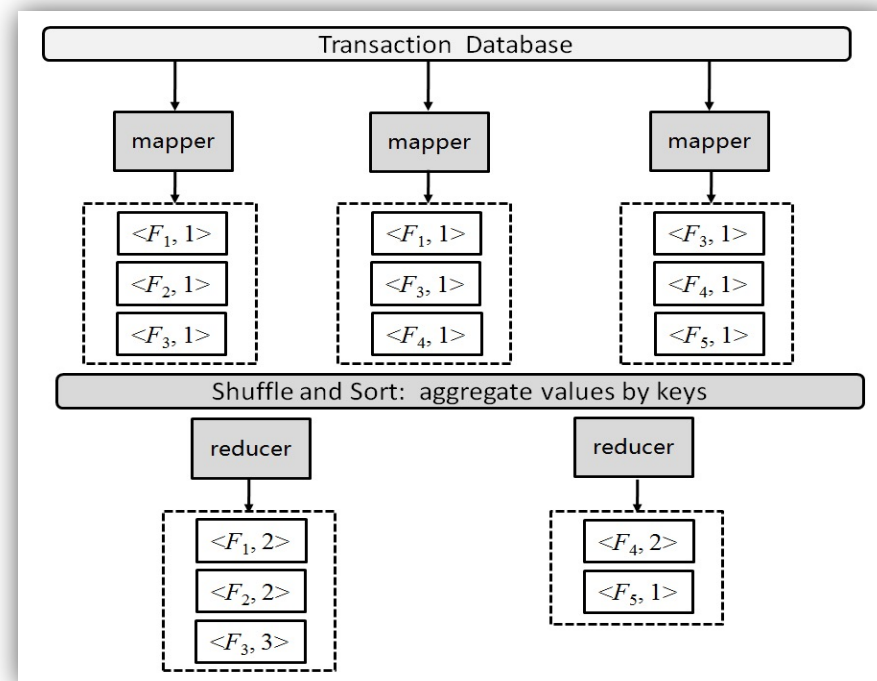 Transaction Database
mapper
mapper
mapper
<F₁, 1>
<F₂, 1>
<F₃, 1>
<F₁, 1>
<F₃, 1>
<F₄, 1>
<F₃, 1>
<F₄, 1>
<F₅, 1>
Shuffle and Sort: aggregate values by keys
reducer
reducer
<F₁, 2>
<F₂, 2>
<F₃, 3>
<F₄, 2>
<F₅, 1>